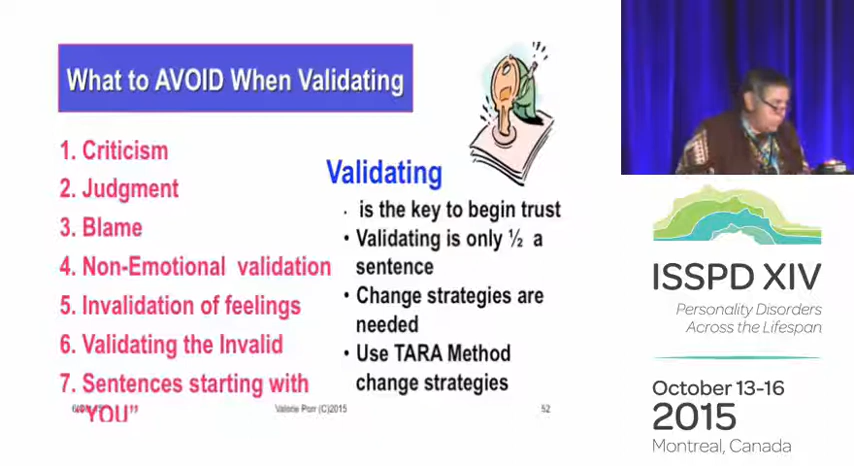 What to AVOID When Validating
1. Criticism
2. Judgment
3. Blame
4. Non-Emotional validation
5. Invalidation of feelings
6. Validating the Invalid
7. Sentences starting with
"YOU"
Validating
. is the key to begin trust
• Validating is only ½ a
sentence
• Change strategies are
needed
• Use TARA Method
change strategies
Valerie Porr (C)2015
52
ISSPD XIV
Personality Disorders
Across the Lifespan
October 13-16
2015
Montreal, Canada